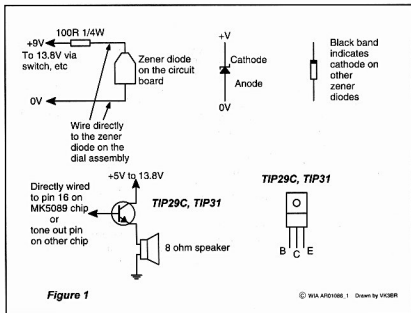 100R 1/4W
+9V
To 13.8V via
switch, etc
Zener diode
on the circuit
board
0V
Wire directly
to the zener
diode on the
dial assembly
+V
Cathode
Anode
0V
Black band
indicates
cathode on
other
zener
diodes
+5V to 13.8V
Directly wired
to pin 16 on
MK5089 chip
or
tone out pin
on other chip
TIP29C, TIP31
8 ohm speaker
TIP29C, TIP31
B C E
Figure 1
© WIA AR01086_1 Drawn by VK3BR